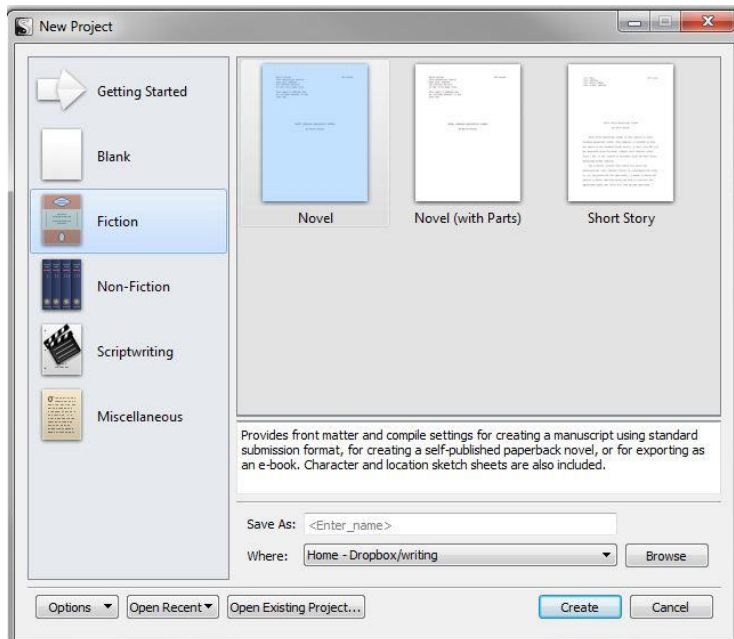 New Project
Getting Started
Blank
Fiction
Non-Fiction
Scriptwriting
Miscellaneous
Novel
Novel (with Parts)
Short Story
Provides front matter and compile settings for creating a manuscript using standard
submission format, for creating a self-published paperback novel, or for exporting as
an e-book. Character and location sketch sheets are also included.
Save As: <Enter_name>
Where: Home - Dropbox/writing
Browse
Options
Open Recent
Open Existing Project...
Create
Cancel